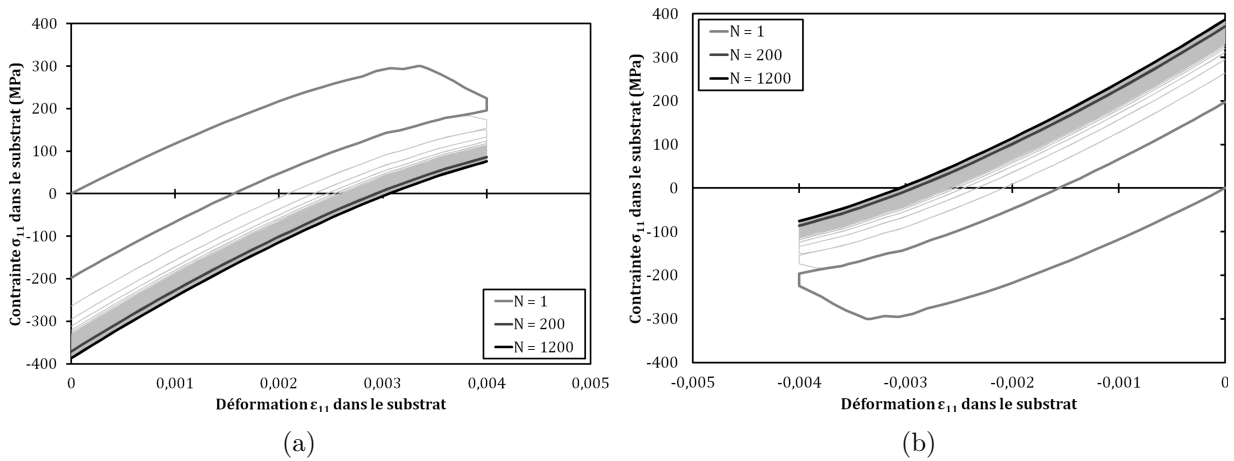 400
300
200
100
0
-100
-200
-300
-400
0
0,001
0,002
0,003
0,004
0,005
Contrainte σ11 dans le substrat (MPa)
Déformation ε11 dans le substrat
N = 1
N = 200
N = 1200
(a)
400
300
200
100
0
-100
-200
-300
-400
-0,005
-0,004
-0,003
-0,002
-0,001
0
Contrainte σ11 dans le substrat (MPa)
Déformation ε11 dans le substrat
N = 1
N = 200
N = 1200
(b)